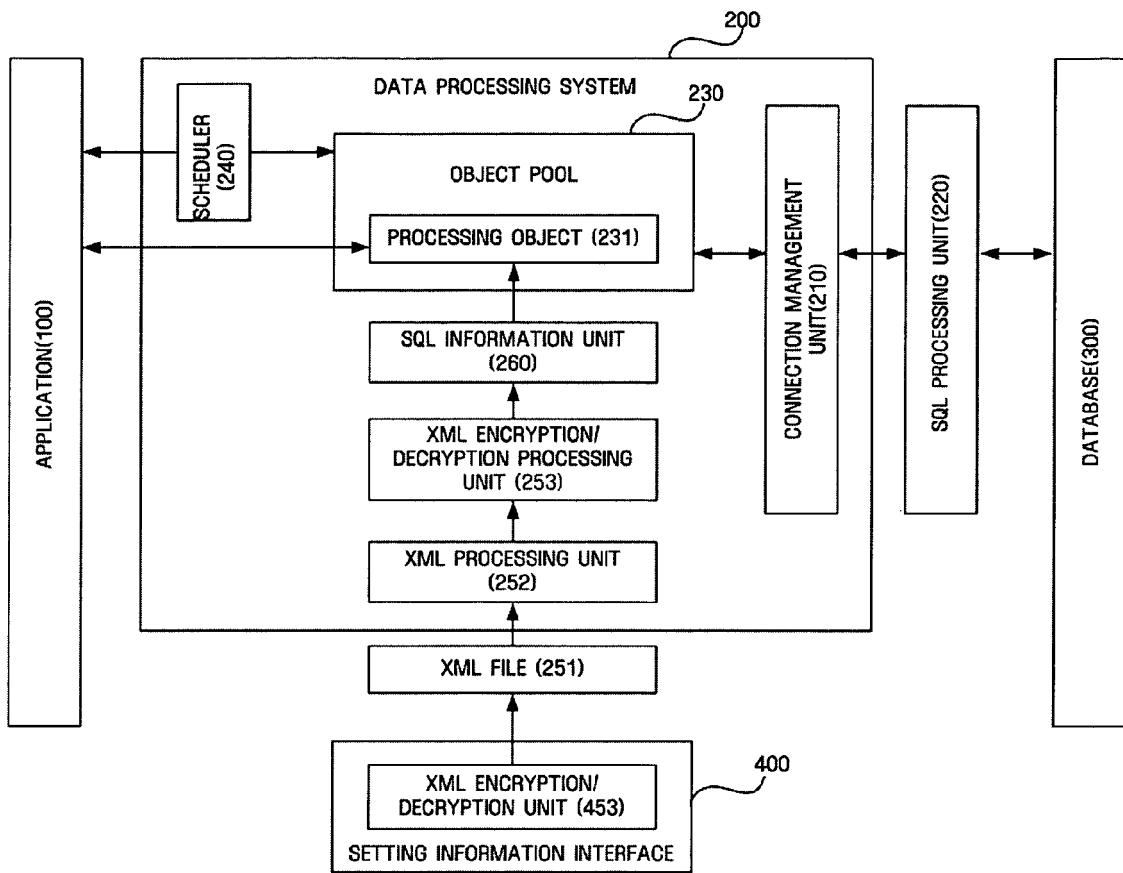 200
DATA PROCESSING SYSTEM
230
SCHEDULER
(240)
OBJECT POOL
PROCESSING OBJECT (231)
APPLICATION(100)
SQL INFORMATION UNIT
(260)
XML ENCRYPTION/
DECRYPTION PROCESSING
UNIT (253)
XML PROCESSING UNIT
(252)
CONNECTION MANAGEMENT
UNIT(210)
SQL PROCESSING UNIT(220)
DATABASE(300)
XML FILE (251)
400
XML ENCRYPTION/
DECRYPTION UNIT (453)
SETTING INFORMATION INTERFACE